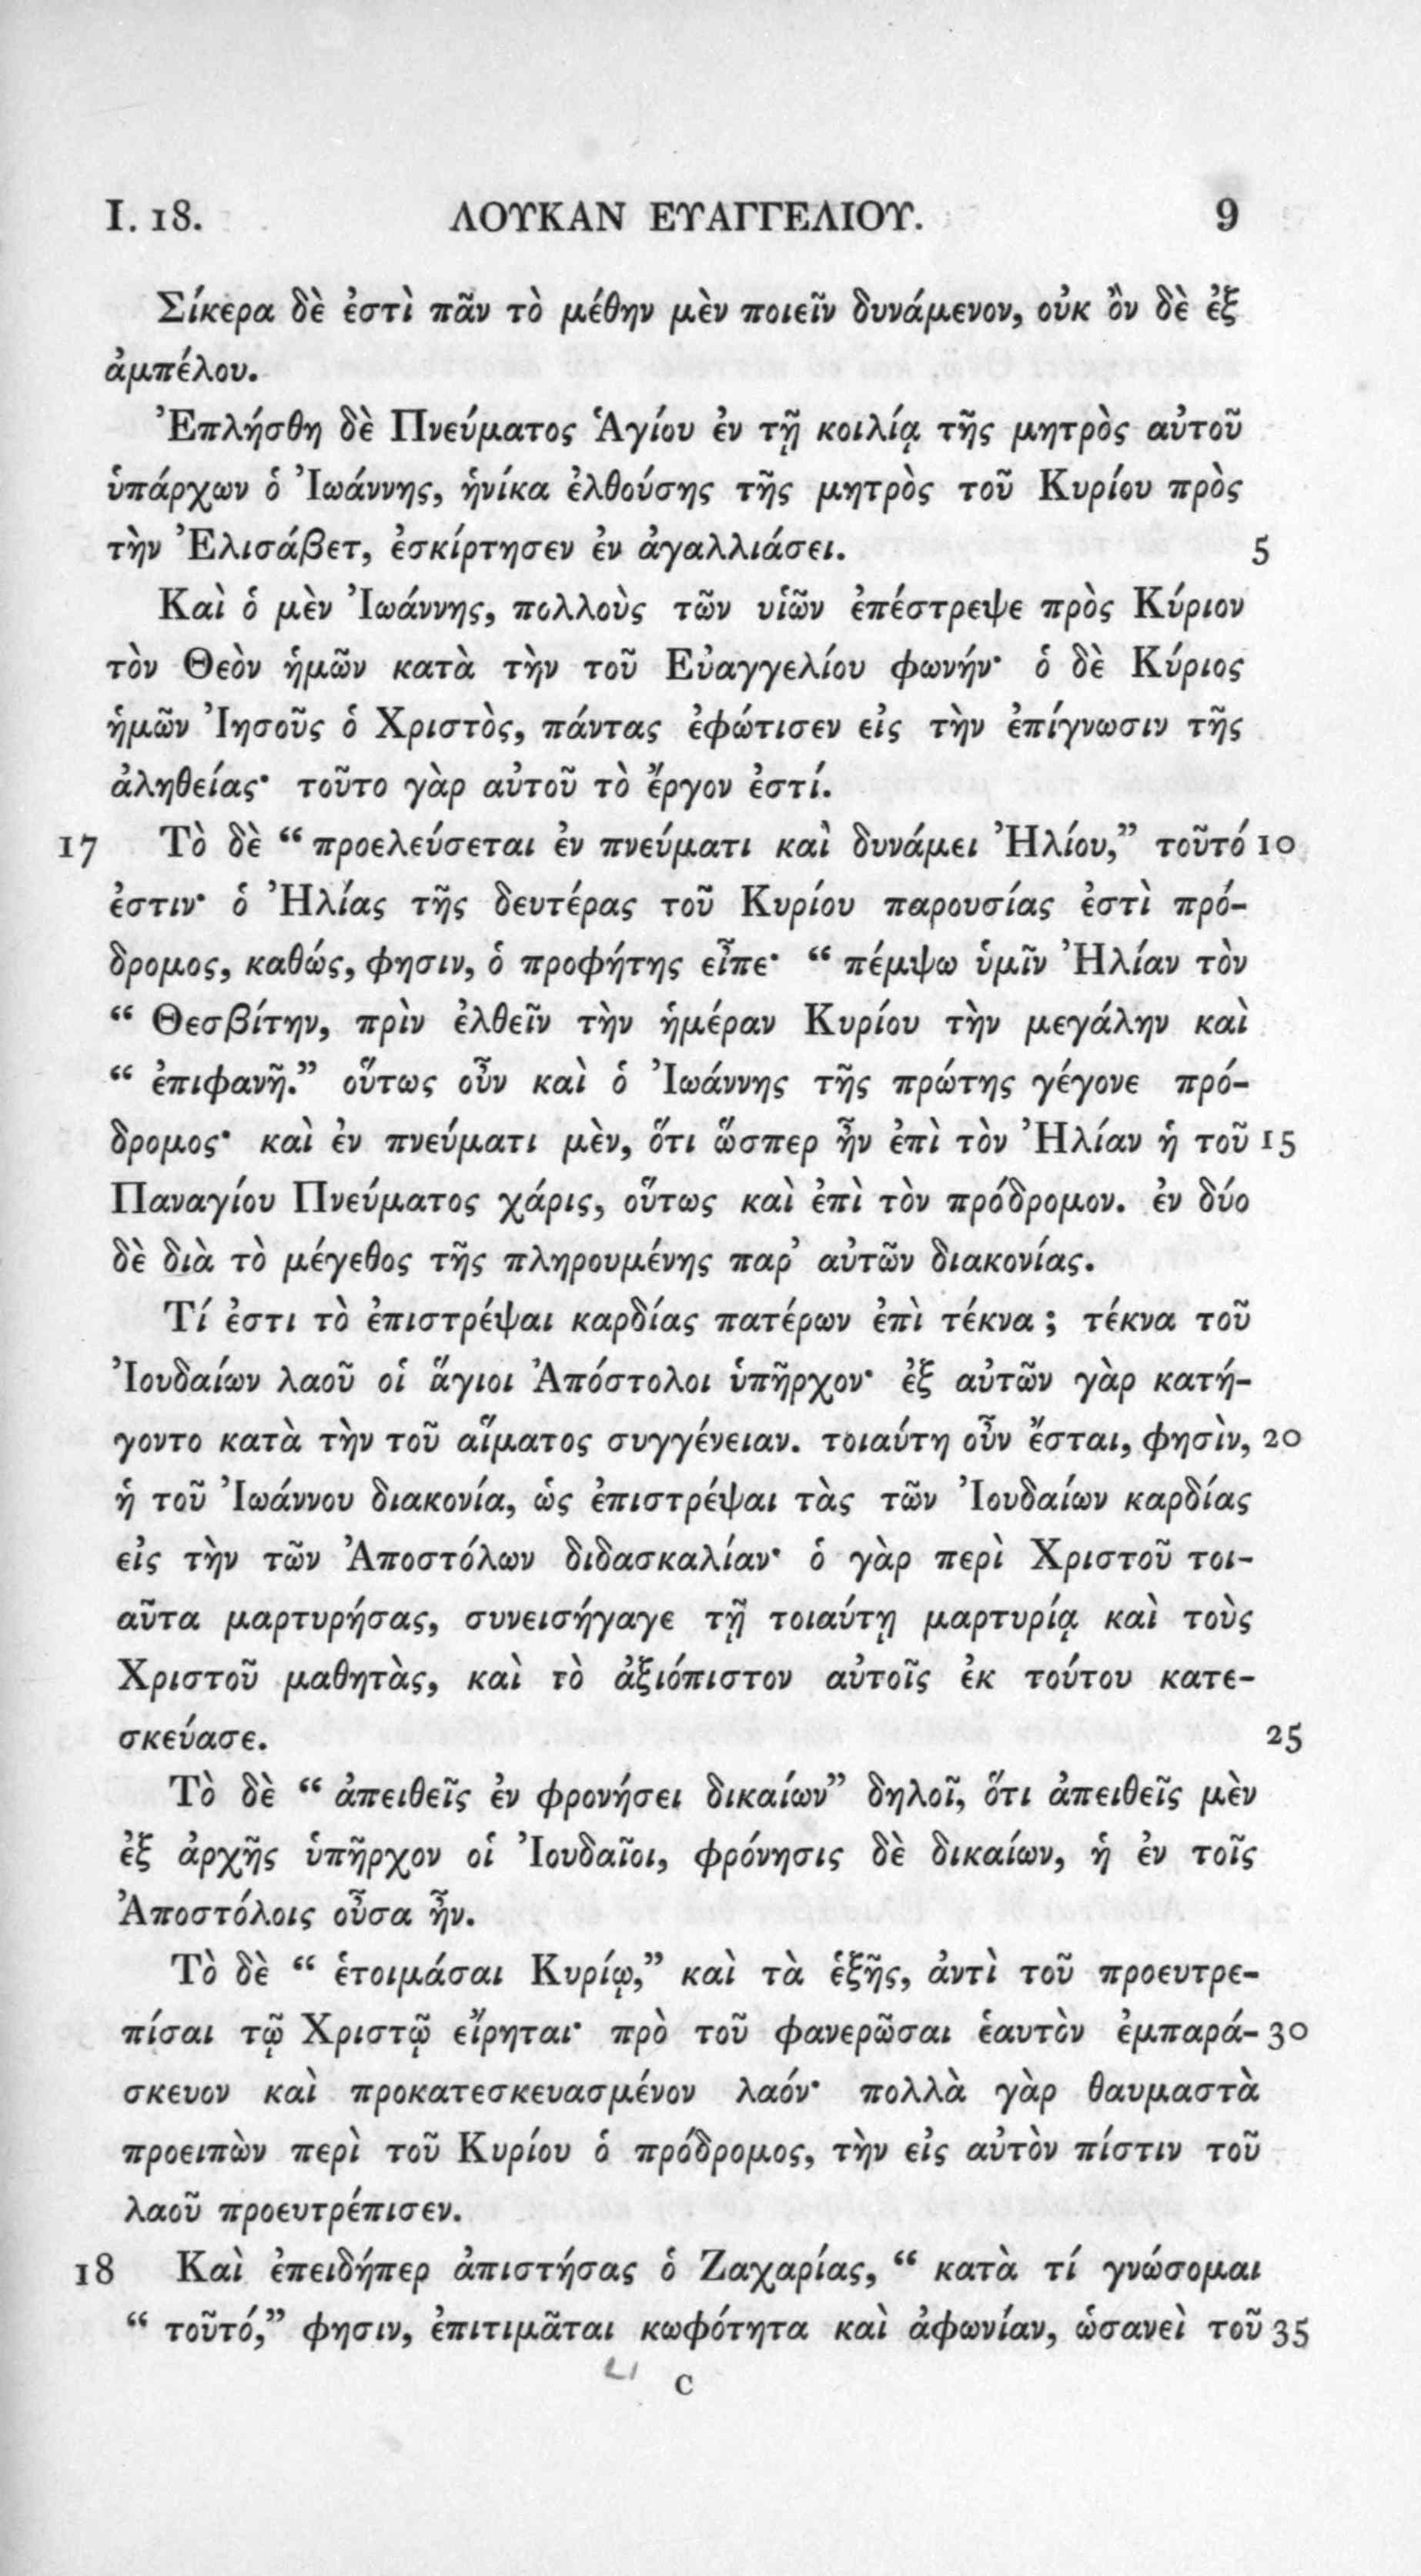 I. 18. ΛΟΥΚΑΝ ΕΥΑΓΓΕΛΙΟΥ. 9
Σίκερα δὲ ἐστὶ πᾶν τὸ μέθην μὲν ποιεῖν δυνάμενον, οὐκ ὂν δὲ ἐξ
ἀμπέλου.
Ἐπλήσθη δὲ Πνεύματος Ἁγίου ἐν τῇ κοιλίᾳ τῆς μητρὸς αὐτοῦ
ὑπάρχων ὁ Ἰωάννης, ἡνίκα ἐλθούσης τῆς μητρὸς τοῦ Κυρίου πρὸς
τὴν Ἐλισάβετ, ἐσκίρτησεν ἐν ἀγαλλιάσει. 5
Καὶ ὁ μὲν Ἰωάννης, πολλοὺς τῶν υἱῶν ἐπέστρεψε πρὸς Κύριον
τὸν Θεὸν ἡμῶν κατὰ τὴν τοῦ Εὐαγγελίου φωνήν· ὁ δὲ Κύριος
ἡμῶν Ἰησοῦς ὁ Χριστὸς, πάντας ἐφώτισεν εἰς τὴν ἐπίγνωσιν τῆς
ἀληθείας· τοῦτο γὰρ αὐτοῦ τὸ ἔργον ἐστί.
17 Τὸ δὲ “ προελεύσεται ἐν πνεύματι καὶ δυνάμει Ἠλίου,” τοῦτό 10
ἐστιν· ὁ Ἠλίας τῆς δευτέρας τοῦ Κυρίου παρουσίας ἐστὶ πρό-
δρομος, καθώς, φησιν, ὁ προφήτης εἶπε· “ πέμψω ὑμῖν Ἠλίαν τὸν
“ Θεσβίτην, πρὶν ἐλθεῖν τὴν ἡμέραν Κυρίου τὴν μεγάλην καὶ
“ ἐπιφανῆ.” οὕτως οὖν καὶ ὁ Ἰωάννης τῆς πρώτης γέγονε πρό-
δρομος· καὶ ἐν πνεύματι μὲν, ὅτι ὥσπερ ἦν ἐπὶ τὸν Ἠλίαν ἡ τοῦ 15
Παναγίου Πνεύματος χάρις, οὕτως καὶ ἐπὶ τὸν πρόδρομον. ἐν δύο
δὲ διὰ τὸ μέγεθος τῆς πληρουμένης παρ’ αὐτῶν διακονίας.
Τί ἐστι τὸ ἐπιστρέψαι καρδίας πατέρων ἐπὶ τέκνα ; τέκνα τοῦ
Ἰουδαίων λαοῦ οἱ ἅγιοι Ἀπόστολοι ὑπῆρχον· ἐξ αὐτῶν γὰρ κατή-
γοντο κατὰ τὴν τοῦ αἵματος συγγένειαν. τοιαύτη οὖν ἔσται, φησὶν, 20
ἡ τοῦ Ἰωάννου διακονία, ὡς ἐπιστρέψαι τὰς τῶν Ἰουδαίων καρδίας
εἰς τὴν τῶν Ἀποστόλων διδασκαλίαν· ὁ γὰρ περὶ Χριστοῦ τοι-
αῦτα μαρτυρήσας, συνεισήγαγε τῇ τοιαύτῃ μαρτυρίᾳ καὶ τοὺς
Χριστοῦ μαθητὰς, καὶ τὸ ἀξιόπιστον αὐτοῖς ἐκ τούτου κατε-
σκεύασε. 25
Τὸ δὲ “ ἀπειθεῖς ἐν φρονήσει δικαίων” δηλοῖ, ὅτι ἀπειθεῖς μὲν
ἐξ ἀρχῆς ὑπῆρχον οἱ Ἰουδαῖοι, φρόνησις δὲ δικαίων, ἡ ἐν τοῖς
Ἀποστόλοις οὖσα ἦν.
Τὸ δὲ “ ἑτοιμάσαι Κυρίῳ,” καὶ τὰ ἑξῆς, ἀντὶ τοῦ προευτρε-
πίσαι τῷ Χριστῷ εἴρηται· πρὸ τοῦ φανερῶσαι ἑαυτὸν ἐμπαρά- 30
σκευον καὶ προκατεσκευασμένον λαόν· πολλὰ γὰρ θαυμαστὰ
προειπὼν περὶ τοῦ Κυρίου ὁ πρόδρομος, τὴν εἰς αὐτὸν πίστιν τοῦ
λαοῦ προευτρέπισεν.
18 Καὶ ἐπειδήπερ ἀπιστήσας ὁ Ζαχαρίας, “ κατὰ τί γνώσομαι
“ τοῦτό,” φησιν, ἐπιτιμᾶται κωφότητα καὶ ἀφωνίαν, ὡσανεὶ τοῦ 35
C